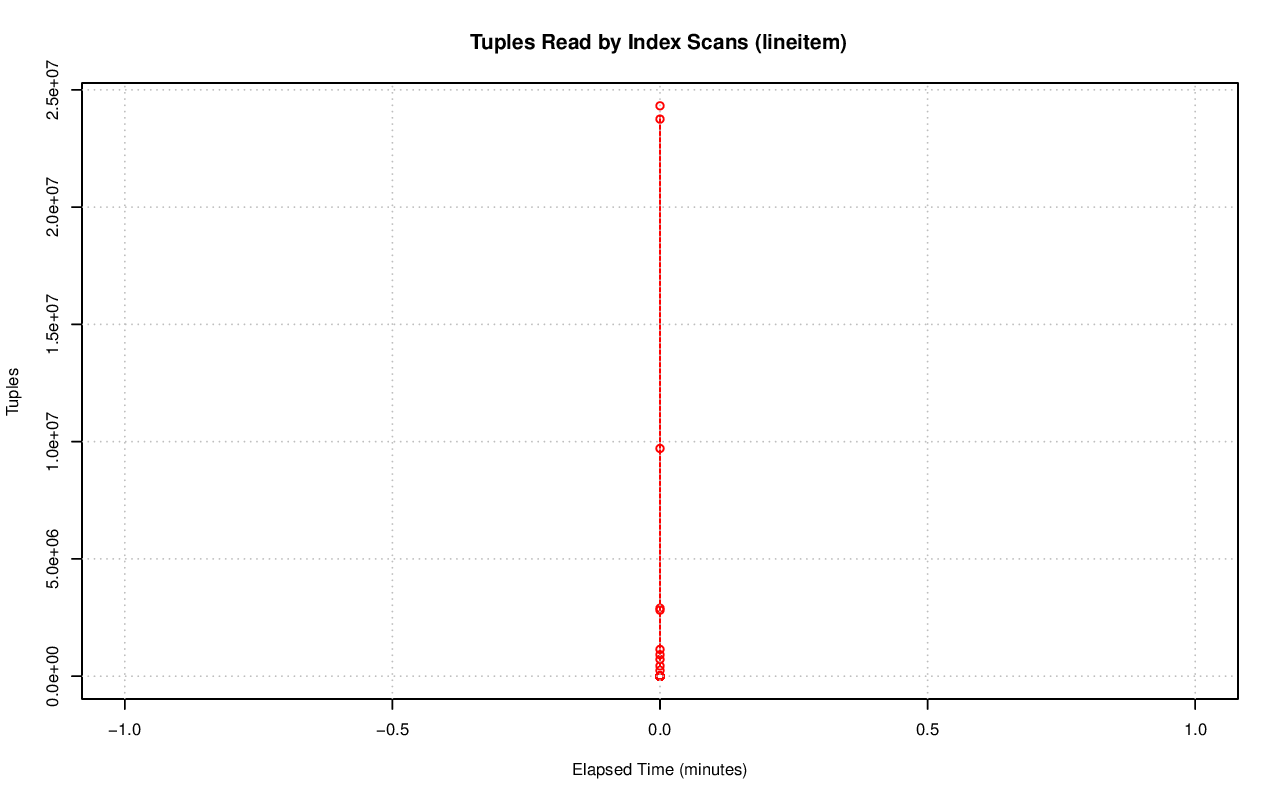 Tuples Read by Index Scans (lineitem)
Tuples
2.5e+07
2.0e+07
1.5e+07
1.0e+07
5.0e+06
0.0e+00
−1.0 −0.5 0.0 0.5 1.0
Elapsed Time (minutes)